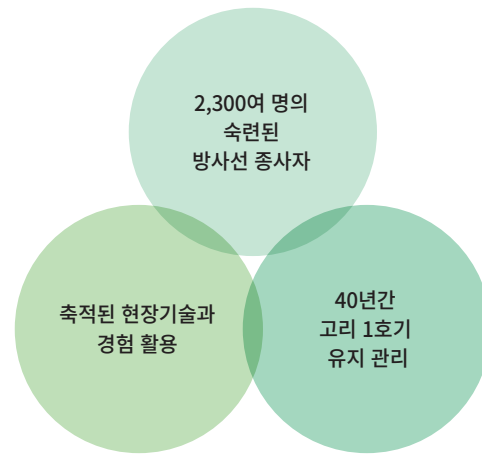 2,300여 명의
숙련된
방사선 종사자
축적된 현장기술과
경험 활용
40년간
고리 1호기
유지 관리